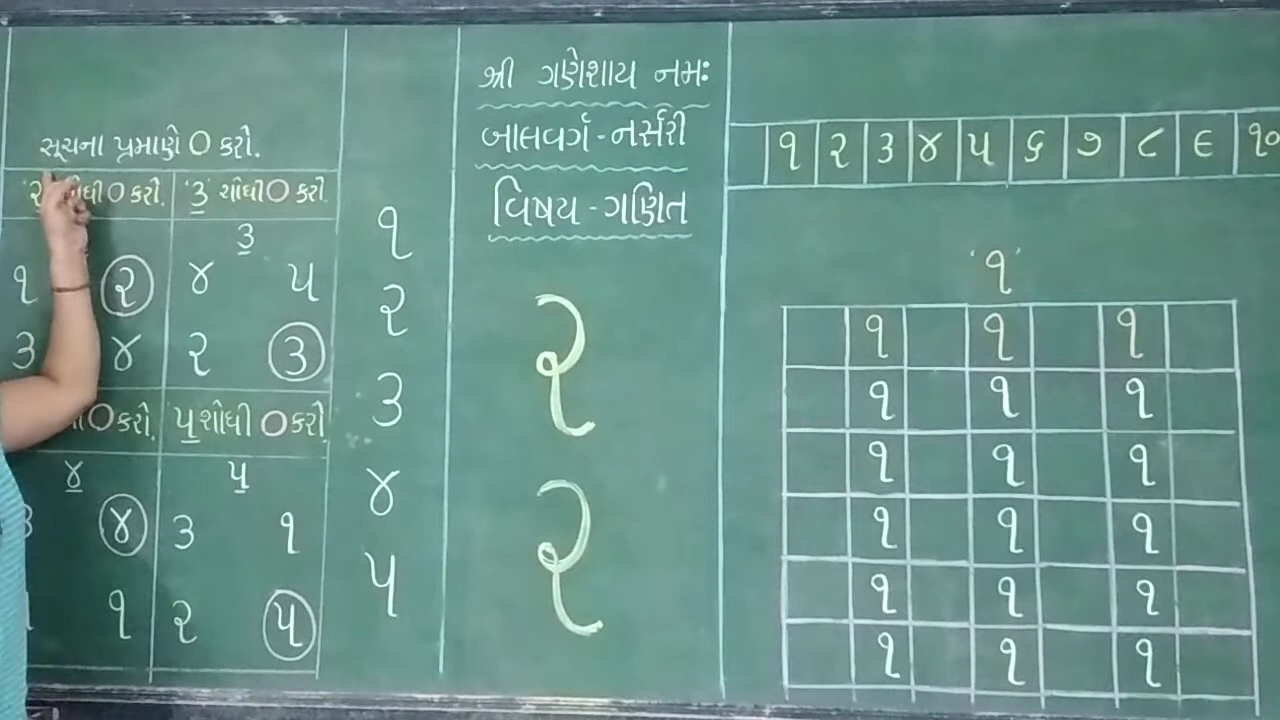 સૂચના પ્રમાણે ૦ કરો.
'૨' શોધી ૦ કરો. '૩' શોધી ૦ કરો.
૩
૧ ૨ ૪ ૫
૩ ૪ ૨ ૩
૦ કરો. ૫ શોધી ૦ કરો.
૪ ૫
૩ ૪ ૩ ૧
૧ ૨ ૫
૧
૨
૩
૪
૫
શ્રી ગણેશાય નમઃ
બાલવર્ગ - નર્સરી
વિષય - ગણિત
૨
૨
૧ ૨ ૩ ૪ ૫ ૬ ૭ ૮ ૯ ૧૦
'૧'
૧ ૧ ૧
૧ ૧ ૧
૧ ૧ ૧
૧ ૧ ૧
૧ ૧ ૧
૧ ૧ ૧